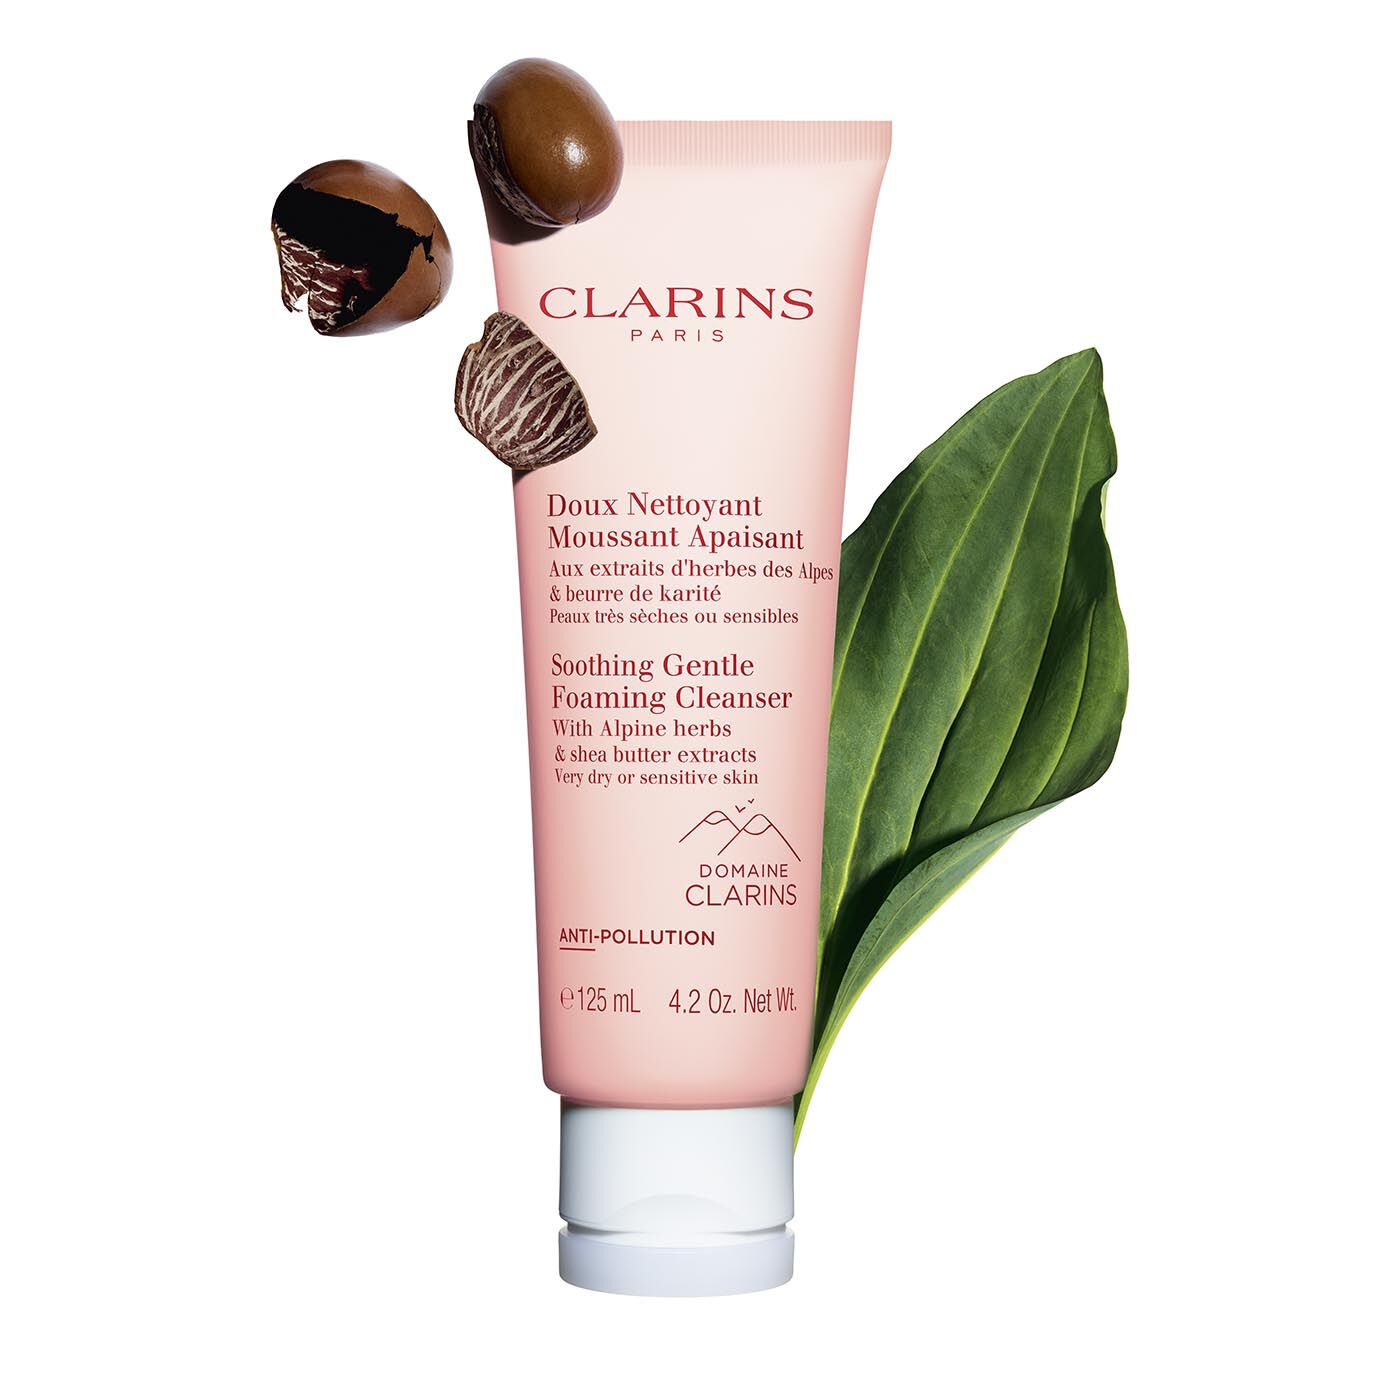 CLARINS
PARIS
Doux Nettoyant
Moussant Apaisant
Aux extraits d'herbes des Alpes
& beurre de karité
Peaux très sèches ou sensibles
Soothing Gentle
Foaming Cleanser
With Alpine herbs
& shea butter extracts
Very dry or sensitive skin
DOMAINE
CLARINS
ANTI-POLLUTION
℮125 mL 4.2 Oz. Net Wt.